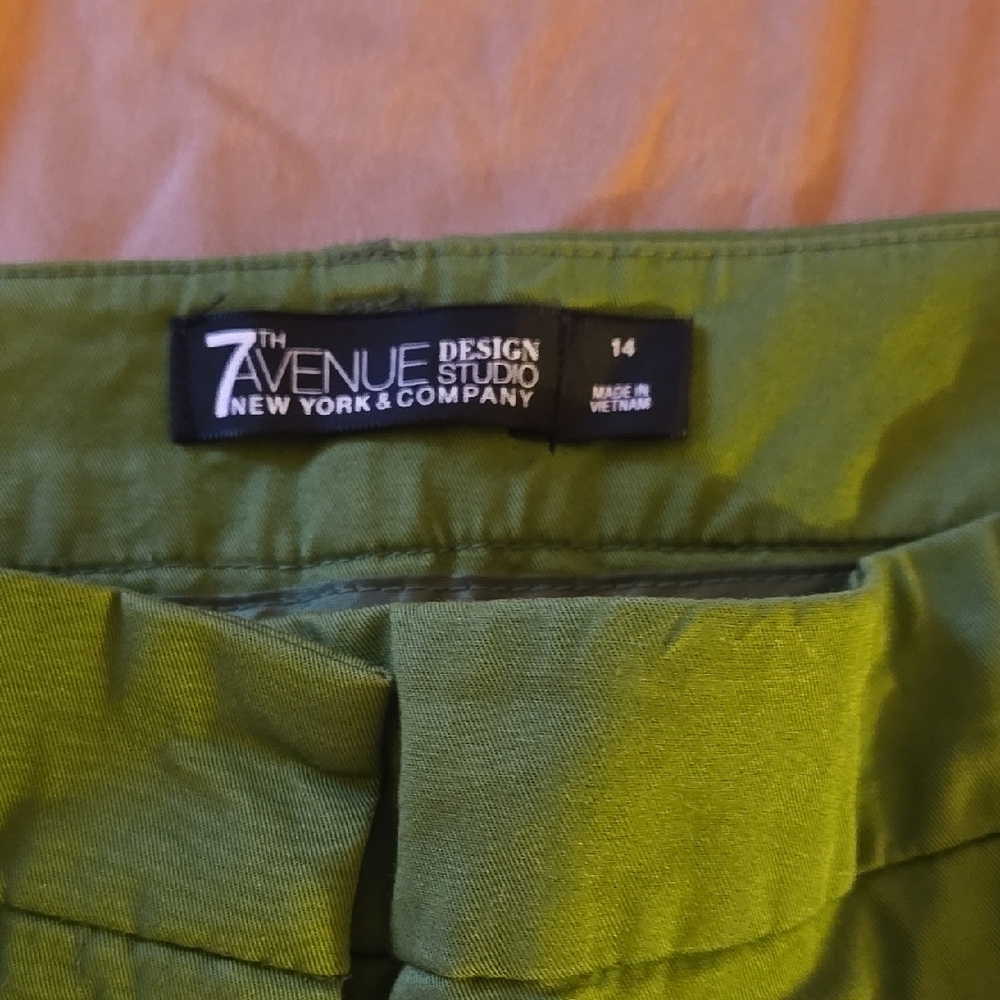 7TH AVENUE DESIGN STUDIO
NEW YORK & COMPANY
14
MADE IN
VIETNAM